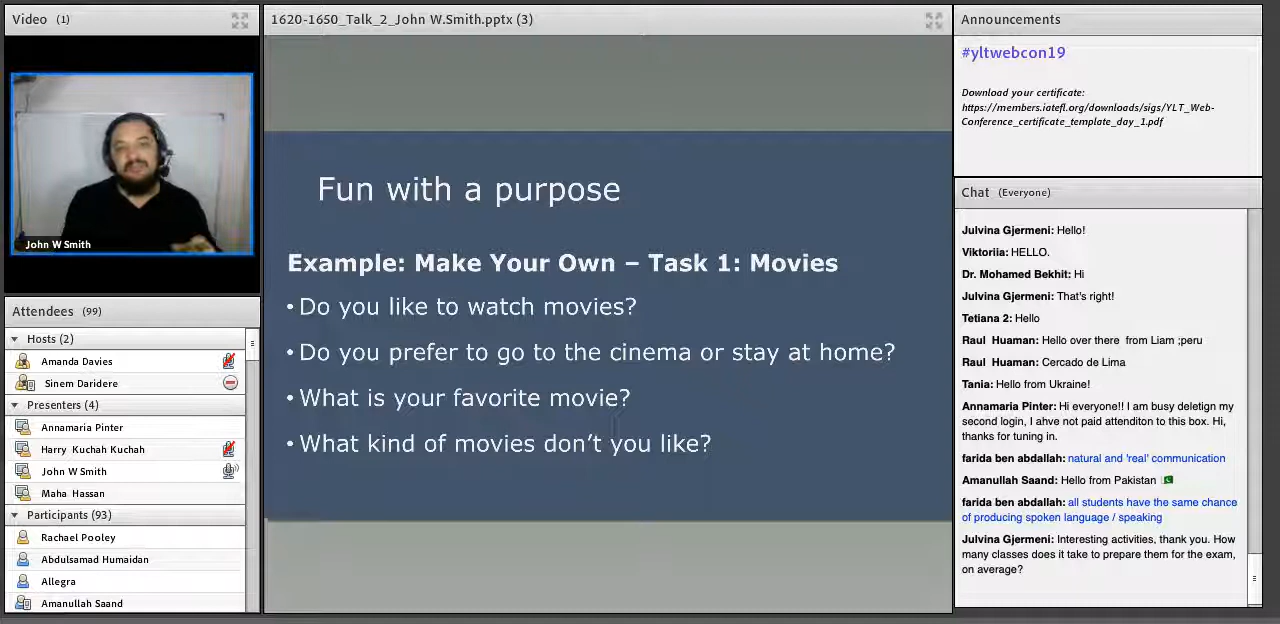 Video (1)
John W Smith
Attendees (99)
Hosts (2)
Amanda Davies
Sinem Daridere
Presenters (4)
Annamaria Pinter
Harry Kuchah Kuchah
John W Smith
Maha Hassan
Participants (93)
Rachael Pooley
Abdulsamad Humaidan
Allegra
Amanullah Saand
1620-1650_Talk_2_John W.Smith.pptx (3)
Fun with a purpose
Example: Make Your Own – Task 1: Movies
• Do you like to watch movies?
• Do you prefer to go to the cinema or stay at home?
• What is your favorite movie?
• What kind of movies don't you like?
Announcements
#yltwebcon19
Download your certificate:
https://members.iatefl.org/downloads/sigs/YLT_Web-
Conference_certificate_template_day_1.pdf
Chat (Everyone)
Julvina Gjermeni: Hello!
Viktoriia: HELLO.
Dr. Mohamed Bekhit: Hi
Julvina Gjermeni: That's right!
Tetiana 2: Hello
Raul Huaman: Hello over there from Liam ;peru
Raul Huaman: Cercado de Lima
Tania: Hello from Ukraine!
Annamaria Pinter: Hi everyone!! I am busy deletign my
second login, I ahve not paid attenditon to this box. Hi,
thanks for tuning in.
farida ben abdallah: natural and 'real' communication
Amanullah Saand: Hello from Pakistan 🇵🇰
farida ben abdallah: all students have the same chance
of producing spoken language / speaking
Julvina Gjermeni: Interesting activities, thank you. How
many classes does it take to prepare them for the exam,
on average?